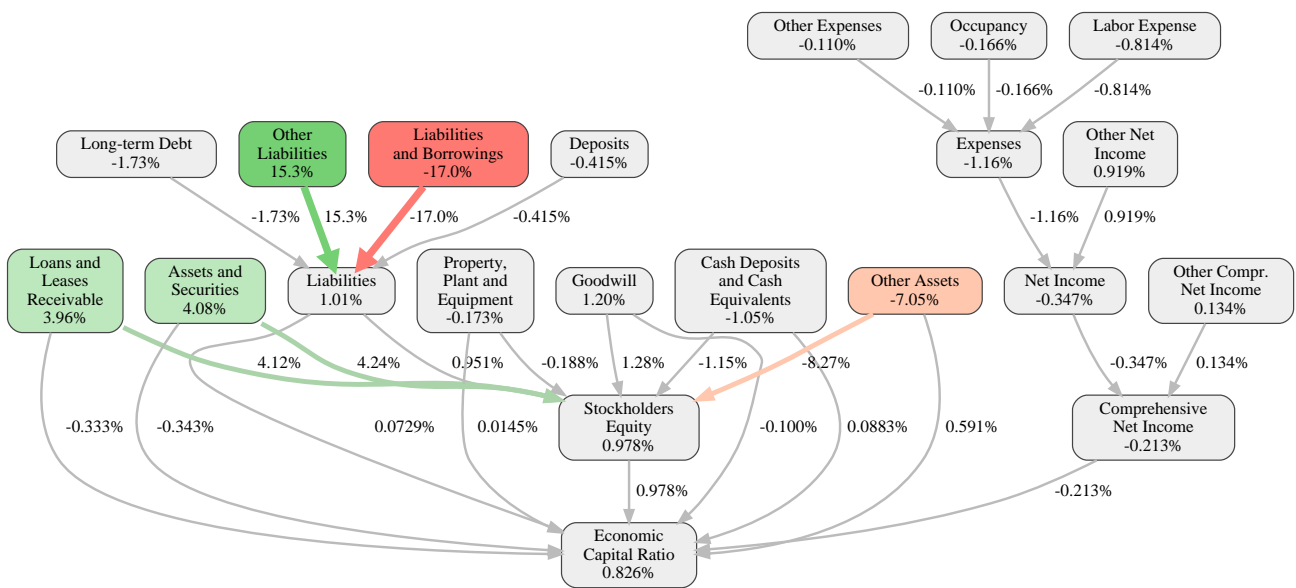 Other Expenses
-0.110%
Occupancy
-0.166%
Labor Expense
-0.814%
-0.110%
-0.166%
-0.814%
Long-term Debt
-1.73%
Other
Liabilities
15.3%
Liabilities
and Borrowings
-17.0%
Deposits
-0.415%
Expenses
-1.16%
Other Net
Income
0.919%
-1.73%
15.3%
-17.0%
-0.415%
-1.16%
0.919%
Loans and
Leases
Receivable
3.96%
Assets and
Securities
4.08%
Liabilities
1.01%
Property,
Plant and
Equipment
-0.173%
Goodwill
1.20%
Cash Deposits
and Cash
Equivalents
-1.05%
Other Assets
-7.05%
Net Income
-0.347%
Other Compr.
Net Income
0.134%
4.12%
4.24%
0.951%
-0.188%
1.28%
-1.15%
-8.27%
-0.347%
0.134%
Stockholders
Equity
0.978%
Comprehensive
Net Income
-0.213%
-0.333%
-0.343%
0.0729%
0.0145%
-0.100%
0.0883%
0.591%
0.978%
-0.213%
Economic
Capital Ratio
0.826%